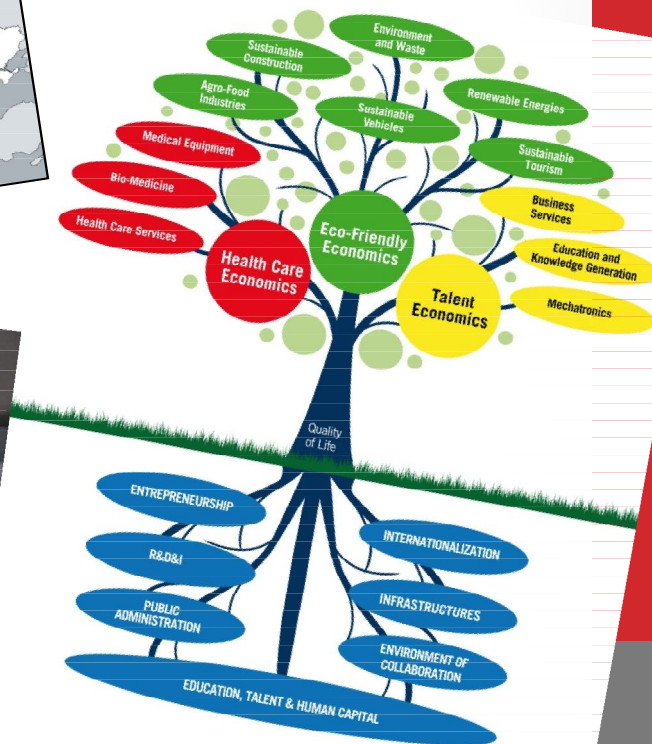 Environment
and Waste
Sustainable
Construction
Agro-Food
Industries
Sustainable
Vehicles
Renewable Energies
Medical Equipment
Sustainable
Tourism
Bio-Medicine
Business
Services
Health Care Services
Eco-Friendly
Economics
Education and
Knowledge Generation
Health Care
Economics
Talent
Economics
Mechatronics
Quality
of Life
ENTREPRENEURSHIP
INTERNATIONALIZATION
R&D&I
INFRASTRUCTURES
PUBLIC
ADMINISTRATION
ENVIRONMENT OF
COLLABORATION
EDUCATION, TALENT & HUMAN CAPITAL